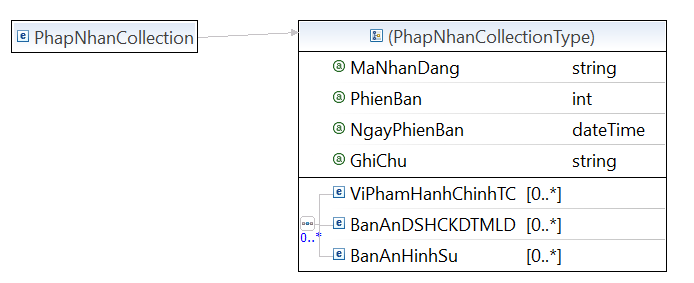 PhapNhanCollection
(PhapNhanCollectionType)
MaNhanDang string
PhienBan int
NgayPhienBan dateTime
GhiChu string
0..*
ViPhamHanhChinhTC [0..*]
BanAnDSHCKDTMLD [0..*]
BanAnHinhSu [0..*]